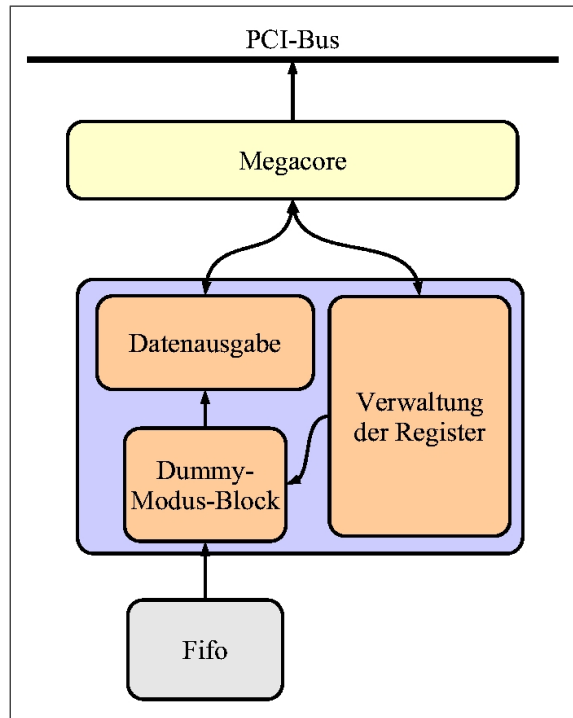 PCI-Bus
Megacore
Datenausgabe
Verwaltung
der Register
Dummy-
Modus-Block
Fifo